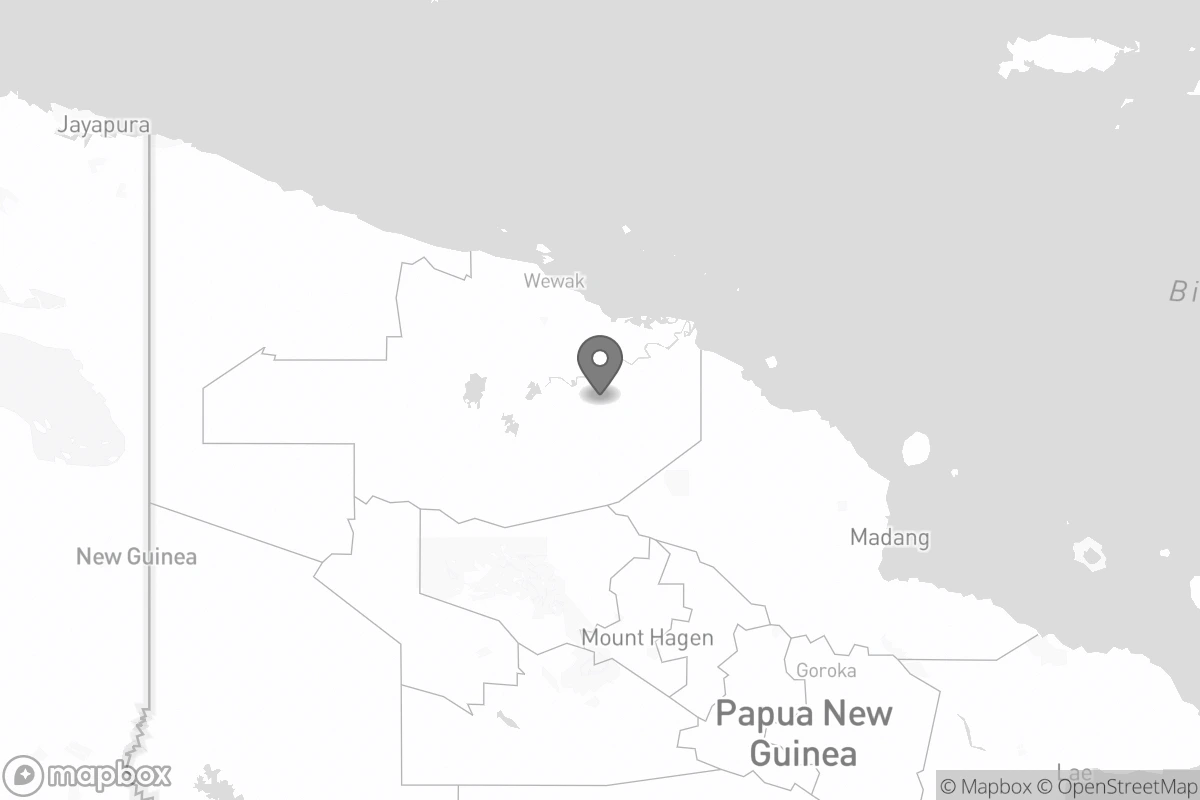 Jayapura
Wewak
Bi
Madang
New Guinea
Mount Hagen
Goroka
Papua New
Guinea
Lae
mapbox
© Mapbox © OpenStreetMap